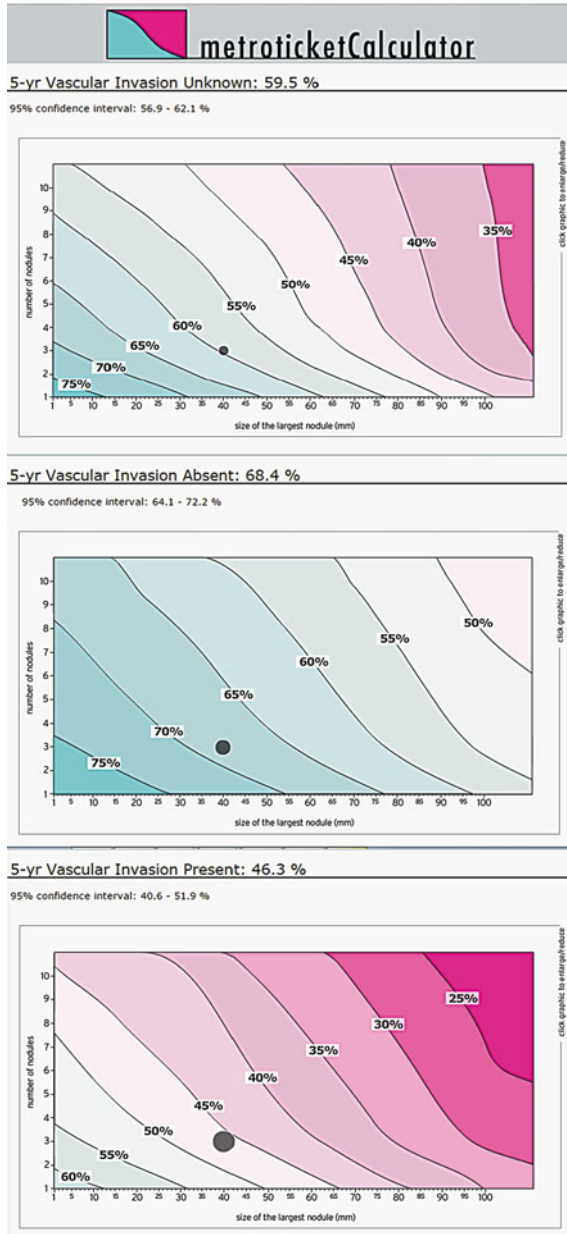 metroticketCalculator
5-yr Vascular Invasion Unknown: 59.5 %
95% confidence interval: 56.9 - 62.1 %
click graphic to enlarge/reduce
number of nodules
10
9
8
7
6
5
4
3
2
1
35%
40%
45%
50%
55%
60%
65%
70%
75%
1 5 10 15 20 25 30 35 40 45 50 55 60 65 70 75 80 85 90 95 100
size of the largest nodule (mm)
5-yr Vascular Invasion Absent: 68.4 %
95% confidence interval: 64.1 - 72.2 %
click graphic to enlarge/reduce
number of nodules
10
9
8
7
6
5
4
3
2
1
50%
55%
60%
65%
70%
75%
1 5 10 15 20 25 30 35 40 45 50 55 60 65 70 75 80 85 90 95 100
size of the largest nodule (mm)
5-yr Vascular Invasion Present: 46.3 %
95% confidence interval: 40.6 - 51.9 %
click graphic to enlarge/reduce
number of nodules
10
9
8
7
6
5
4
3
2
1
25%
30%
35%
40%
45%
50%
55%
60%
1 5 10 15 20 25 30 35 40 45 50 55 60 65 70 75 80 85 90 95 100
size of the largest nodule (mm)